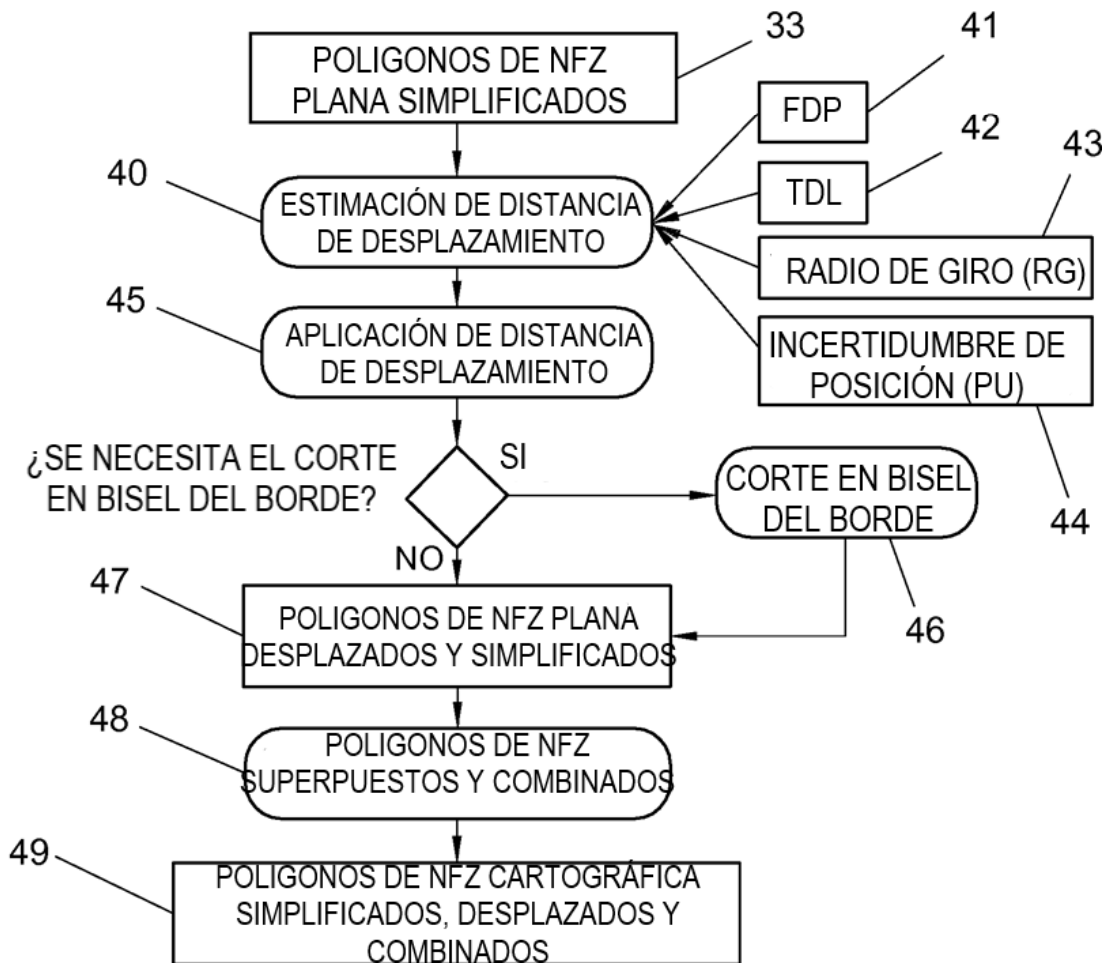 33
POLIGONOS DE NFZ
PLANA SIMPLIFICADOS
41
FDP
42
TDL
43
RADIO DE GIRO (RG)
INCERTIDUMBRE DE
POSICIÓN (PU)
44
40
ESTIMACIÓN DE DISTANCIA
DE DESPLAZAMIENTO
45
APLICACIÓN DE DISTANCIA
DE DESPLAZAMIENTO
¿SE NECESITA EL CORTE
EN BISEL DEL BORDE?
SI
NO
CORTE EN BISEL
DEL BORDE
46
47
POLIGONOS DE NFZ PLANA
DESPLAZADOS Y SIMPLIFICADOS
48
POLIGONOS DE NFZ
SUPERPUESTOS Y COMBINADOS
49
POLIGONOS DE NFZ CARTOGRÁFICA
SIMPLIFICADOS, DESPLAZADOS Y
COMBINADOS